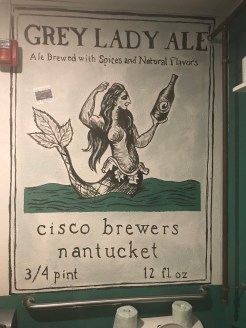 GREY LADY ALE
Ale Brewed with Spices and Natural Flavors
cisco brewers
nantucket
3/4 pint 12 fl oz